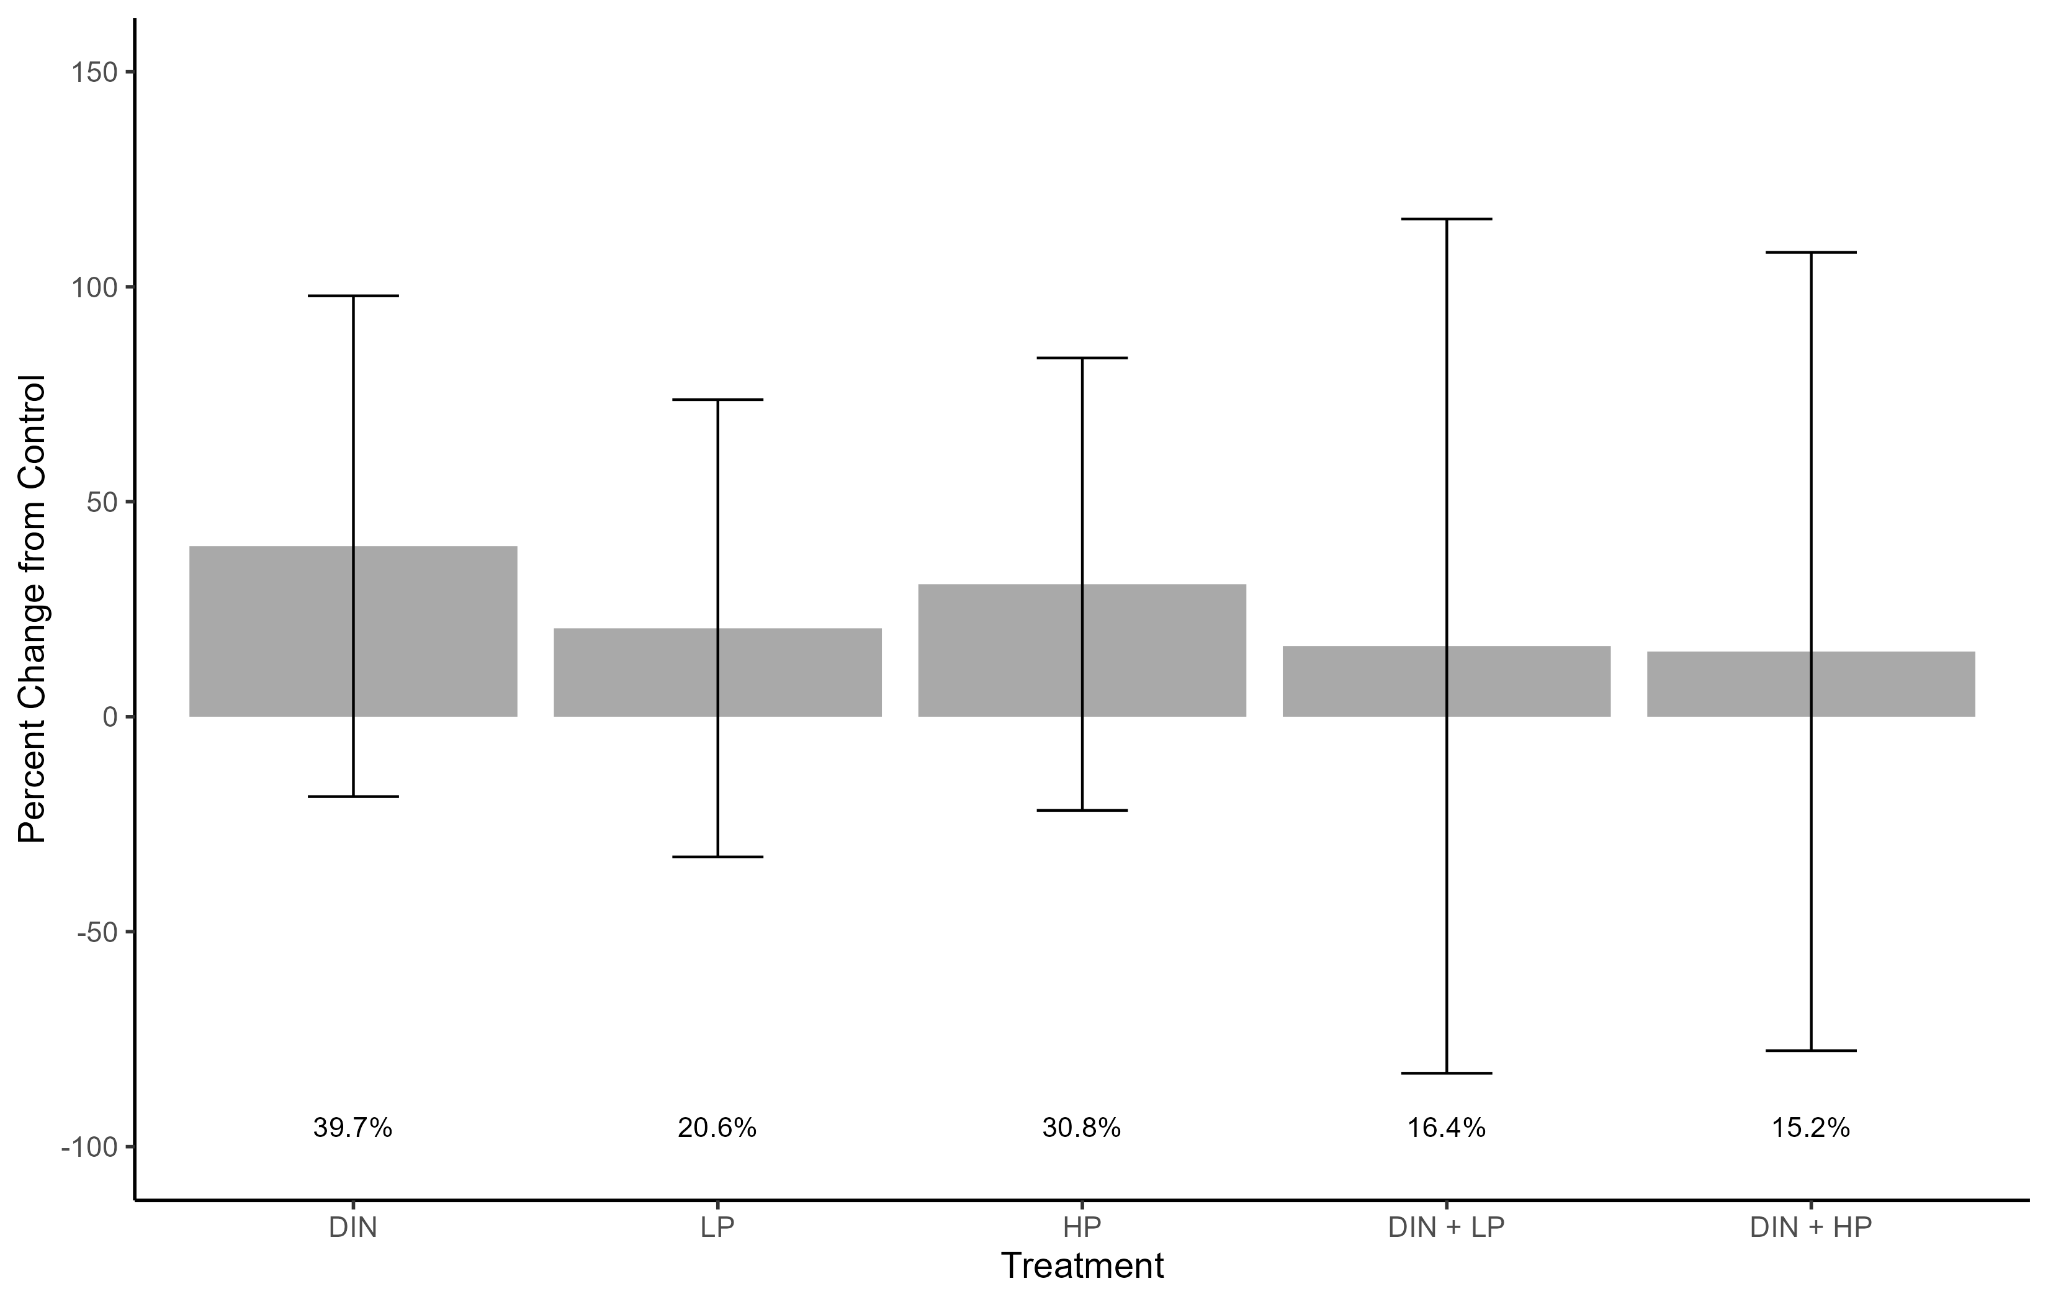 Percent Change from Control
150
100
50
0
-50
-100
39.7% 20.6% 30.8% 16.4% 15.2%
DIN LP HP DIN + LP DIN + HP
Treatment